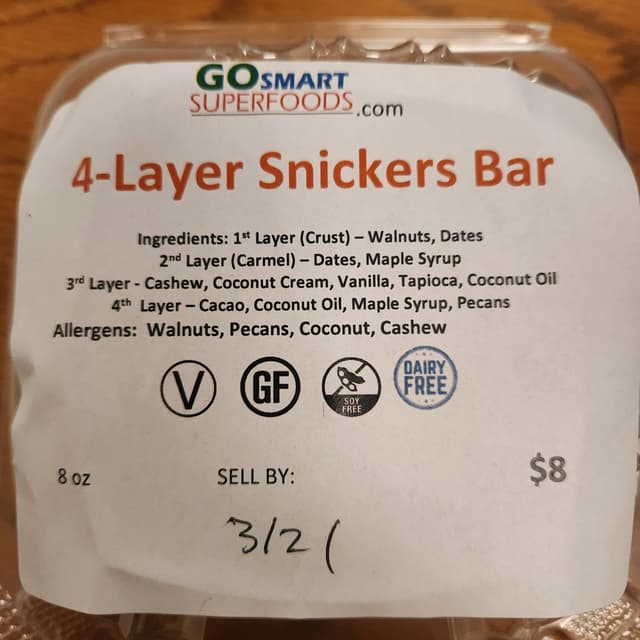 GOSMART
SUPERFOODS.com
4-Layer Snickers Bar
Ingredients: 1st Layer (Crust) – Walnuts, Dates
2nd Layer (Carmel) – Dates, Maple Syrup
3rd Layer - Cashew, Coconut Cream, Vanilla, Tapioca, Coconut Oil
4th Layer – Cacao, Coconut Oil, Maple Syrup, Pecans
Allergens: Walnuts, Pecans, Coconut, Cashew
V GF SOY FREE DAIRY FREE
8 oz SELL BY: $8
3/21